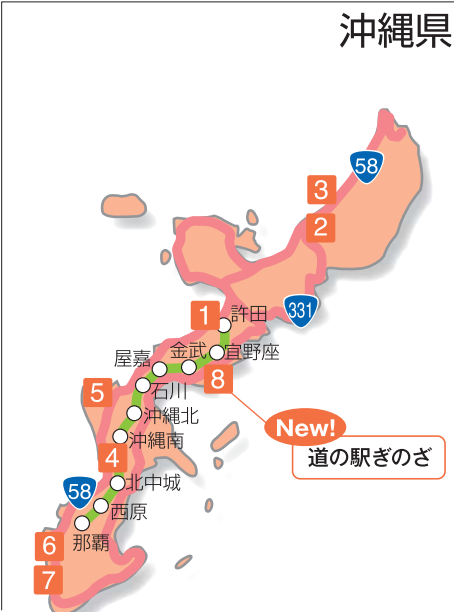 沖縄県
58
3
2
331
1
許田
金武
宜野座
屋嘉
8
石川
5
沖縄北
New!
沖縄南
道の駅ぎのざ
4
北中城
58
西原
那覇
6
7